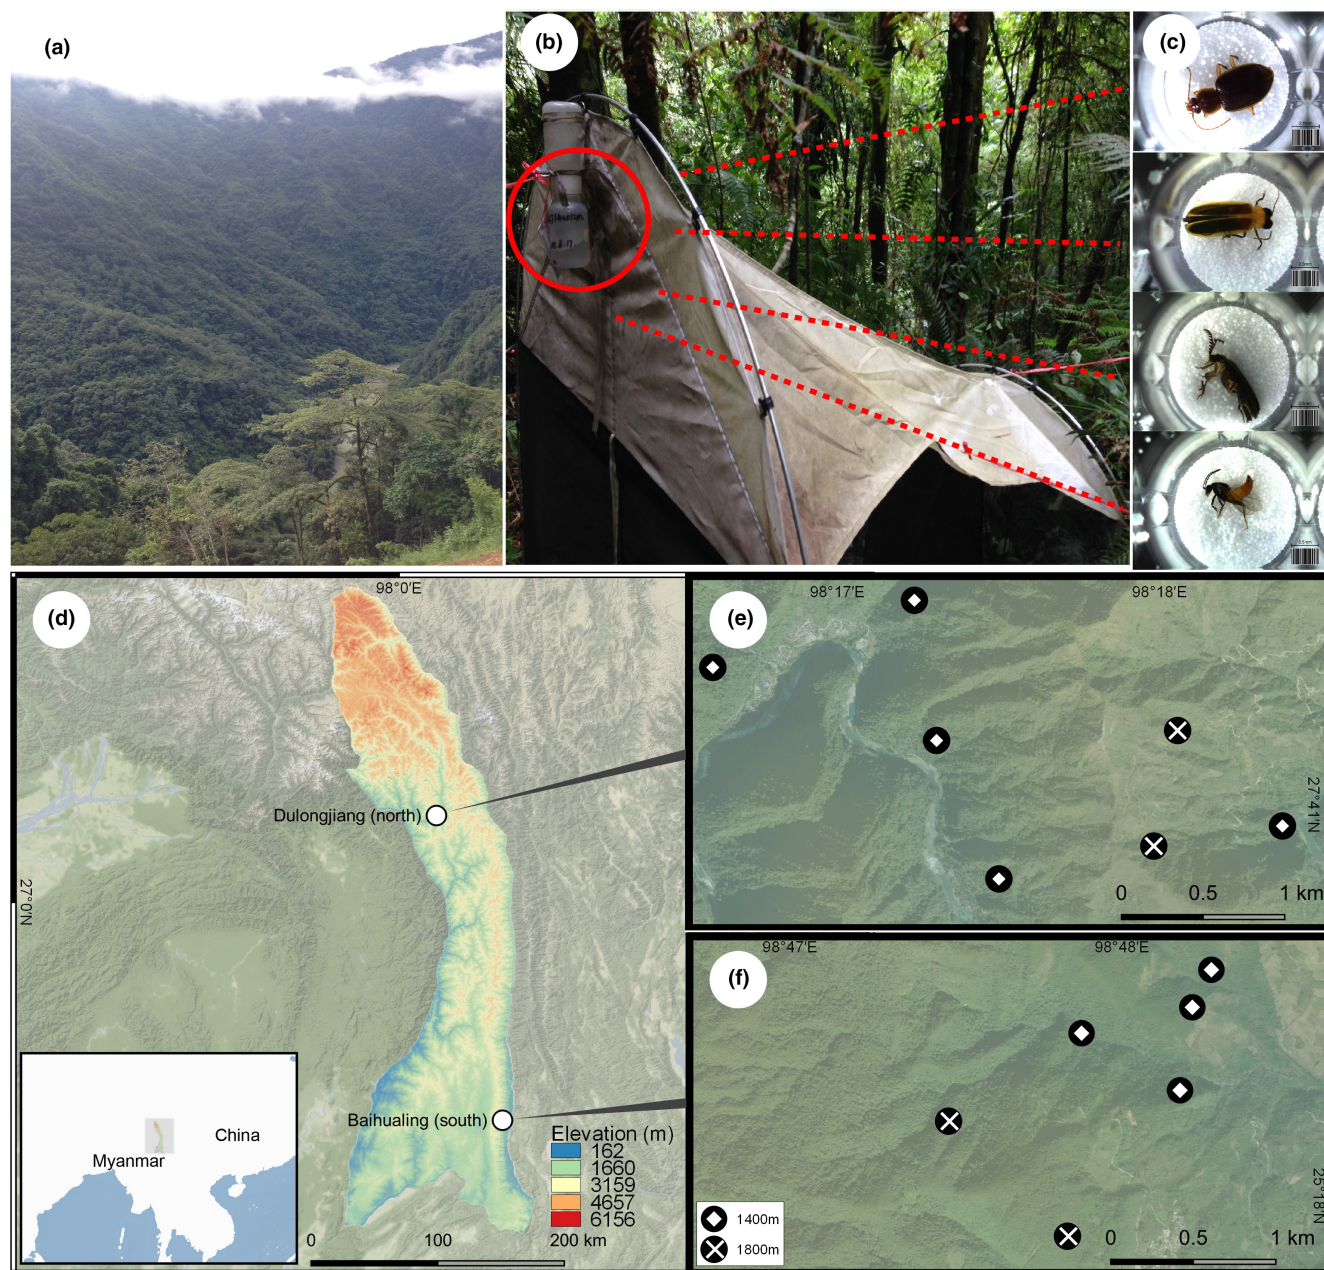 (a)
(b)
(c)
(d)
98°0'E
27°0'N
Dulongjiang (north)
Baihualing (south)
Elevation (m)
162
1660
3159
4657
6156
0 100 200 km
China
Myanmar
(e)
98°17'E 98°18'E
27°41'N
0 0.5 1 km
(f)
98°47'E 98°48'E
25°18'N
1400m
1800m
0 0.5 1 km